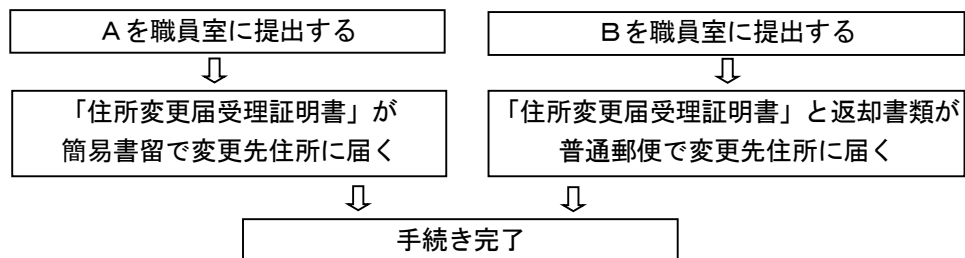 Aを職員室に提出する
Bを職員室に提出する
「住所変更届受理証明書」が
簡易書留で変更先住所に届く
「住所変更届受理証明書」と返却書類が
普通郵便で変更先住所に届く
手続き完了